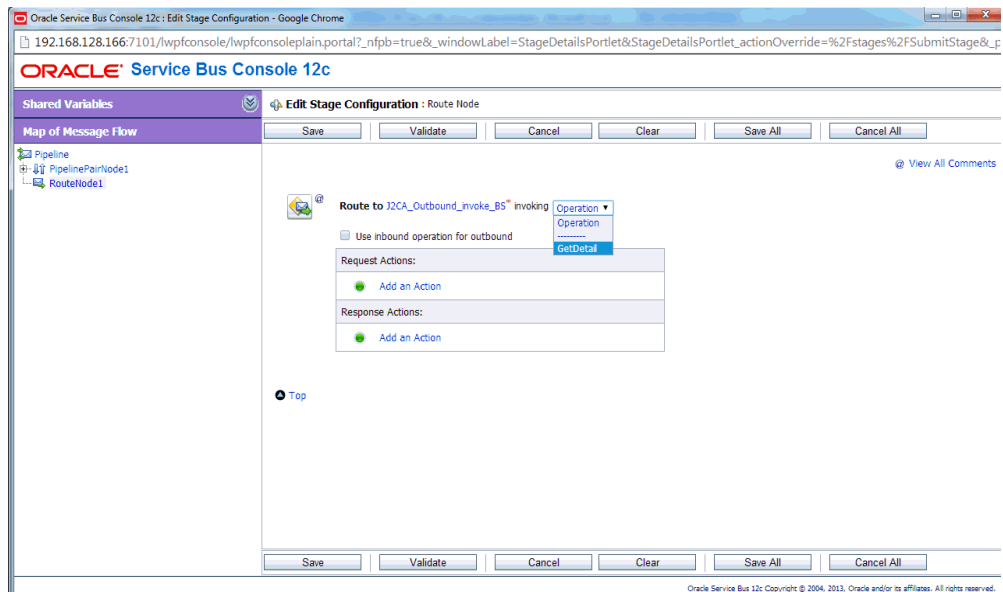 Oracle Service Bus Console 12c : Edit Stage Configuration - Google Chrome
192.168.128.166:7101/lwpfconsole/lwpfconsoleplain.portal?_nfpb=true&_windowLabel=StageDetailsPortlet&StageDetailsPortlet_actionOverride=%2Fstages%2FSubmitStage&_p
ORACLE Service Bus Console 12c
Shared Variables
Edit Stage Configuration : Route Node
Map of Message Flow
Save Validate Cancel Clear Save All Cancel All
Pipeline
@ View All Comments
PipelinePairNode1
RouteNode1
@ Route to J2CA_Outbound_invoke_BS* invoking Operation
Operation
Use inbound operation for outbound
---------
GetDetail
Request Actions:
Add an Action
Response Actions:
Add an Action
Top
Save Validate Cancel Clear Save All Cancel All
Oracle Service Bus 12c Copyright © 2004, 2013, Oracle and/or its affiliates. All rights reserved.